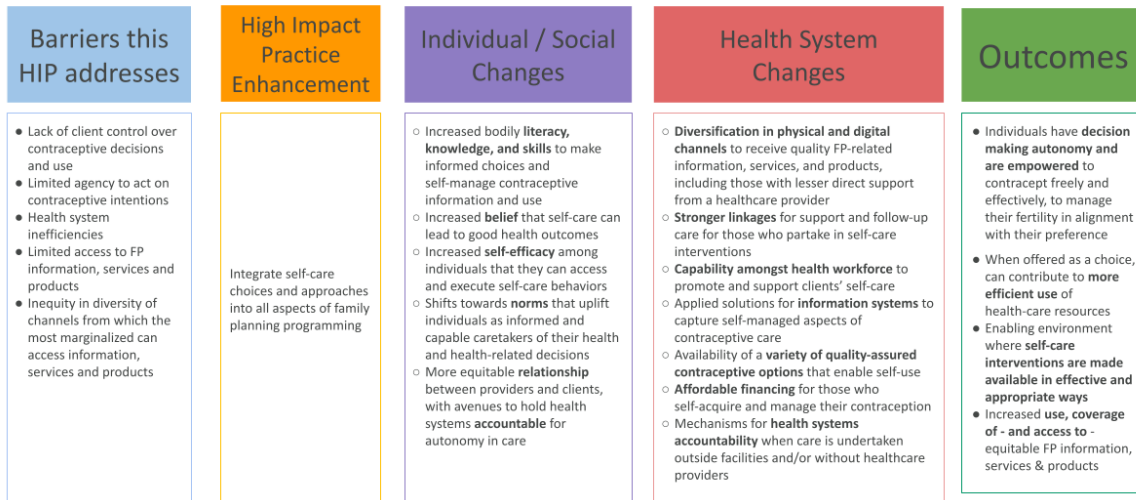 Barriers this
HIP addresses
● Lack of client control over
contraceptive decisions
and use
● Limited agency to act on
contraceptive intentions
● Health system
inefficiencies
● Limited access to FP
information, services and
products
● Inequity in diversity of
channels from which the
most marginalized can
access information,
services and products
High Impact
Practice
Enhancement
Integrate self-care
choices and approaches
into all aspects of family
planning programming
Individual / Social
Changes
○ Increased bodily literacy,
knowledge, and skills to make
informed choices and
self-manage contraceptive
information and use
○ Increased belief that self-care can
lead to good health outcomes
○ Increased self-efficacy among
individuals that they can access
and execute self-care behaviors
○ Shifts towards norms that uplift
individuals as informed and
capable caretakers of their health
and health-related decisions
○ More equitable relationship
between providers and clients,
with avenues to hold health
systems accountable for
autonomy in care
Health System
Changes
○ Diversification in physical and digital
channels to receive quality FP-related
information, services, and products,
including those with lesser direct support
from a healthcare provider
○ Stronger linkages for support and follow-up
care for those who partake in self-care
interventions
○ Capability amongst health workforce to
promote and support clients' self-care
○ Applied solutions for information systems to
capture self-managed aspects of
contraceptive care
○ Availability of a variety of quality-assured
contraceptive options that enable self-use
○ Affordable financing for those who
self-acquire and manage their contraception
○ Mechanisms for health systems
accountability when care is undertaken
outside facilities and/or without healthcare
providers
Outcomes
● Individuals have decision
making autonomy and
are empowered to
contracept freely and
effectively, to manage
their fertility in alignment
with their preference
● When offered as a choice,
can contribute to more
efficient use of
health-care resources
● Enabling environment
where self-care
interventions are made
available in effective and
appropriate ways
● Increased use, coverage
of - and access to -
equitable FP information,
services & products